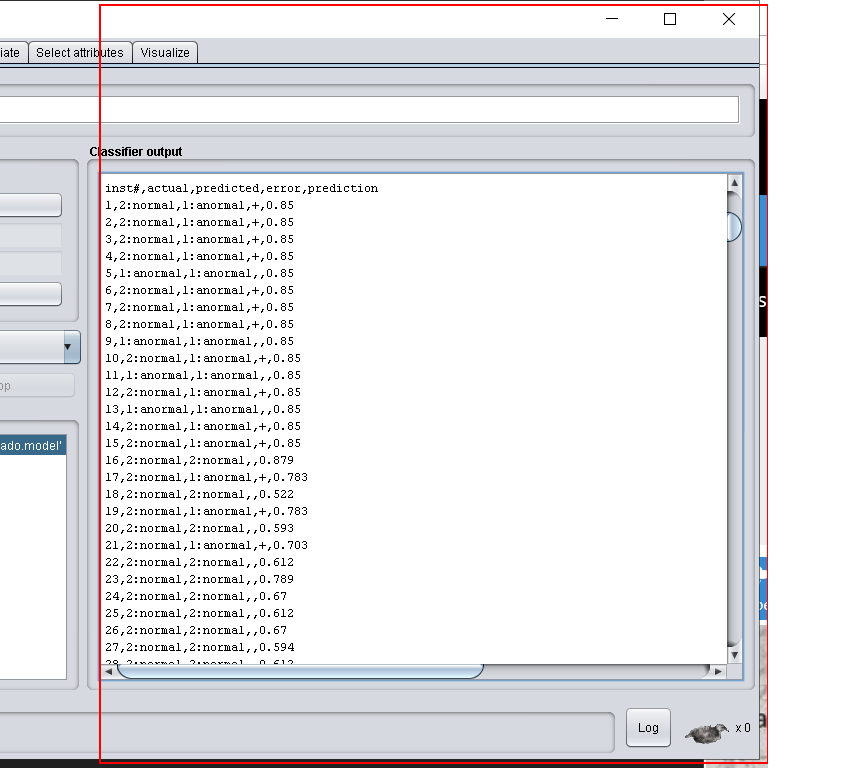 iate
Select attributes
Visualize
Classifier output
inst#,actual,predicted,error,prediction
1,2:normal,1:anormal,+,0.85
2,2:normal,1:anormal,+,0.85
3,2:normal,1:anormal,+,0.85
4,2:normal,1:anormal,+,0.85
5,1:anormal,1:anormal,,0.85
6,2:normal,1:anormal,+,0.85
7,2:normal,1:anormal,+,0.85
8,2:normal,1:anormal,+,0.85
9,1:anormal,1:anormal,,0.85
10,2:normal,1:anormal,+,0.85
11,1:anormal,1:anormal,,0.85
12,2:normal,1:anormal,+,0.85
13,1:anormal,1:anormal,,0.85
14,2:normal,1:anormal,+,0.85
15,2:normal,1:anormal,+,0.85
16,2:normal,2:normal,,0.879
17,2:normal,1:anormal,+,0.783
18,2:normal,2:normal,,0.522
19,2:normal,1:anormal,+,0.783
20,2:normal,2:normal,,0.593
21,2:normal,1:anormal,+,0.703
22,2:normal,2:normal,,0.612
23,2:normal,2:normal,,0.789
24,2:normal,2:normal,,0.67
25,2:normal,2:normal,,0.612
26,2:normal,2:normal,,0.67
27,2:normal,2:normal,,0.594
28,2:normal,2:normal,,0.612
op
ado.model'
Log
x 0